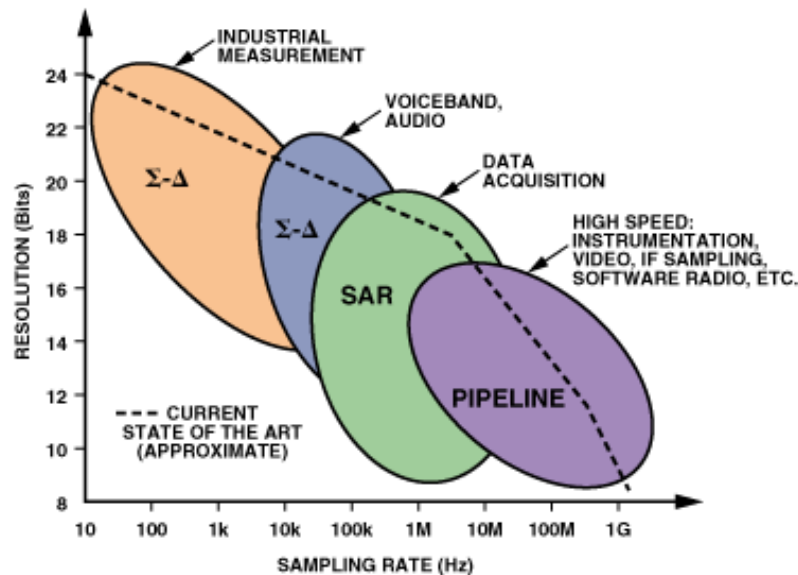 INDUSTRIAL
MEASUREMENT
VOICEBAND,
AUDIO
DATA
ACQUISITION
HIGH SPEED:
INSTRUMENTATION,
VIDEO, IF SAMPLING,
SOFTWARE RADIO, ETC.
Σ-Δ
Σ-Δ
SAR
PIPELINE
CURRENT
STATE OF THE ART
(APPROXIMATE)
RESOLUTION (Bits)
24
22
20
18
16
14
12
10
8
10 100 1k 10k 100k 1M 10M 100M 1G
SAMPLING RATE (Hz)